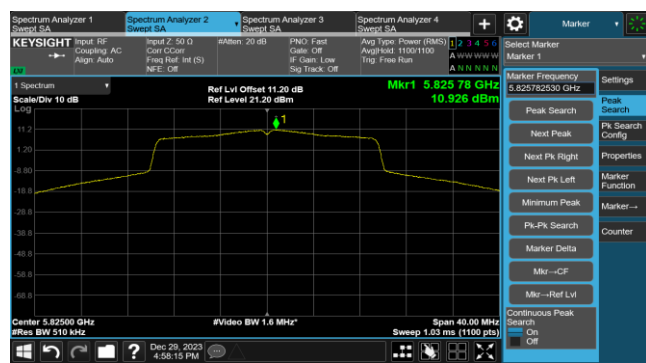 Spectrum Analyzer 1
Swept SA
Spectrum Analyzer 2
Swept SA
Spectrum Analyzer 3
Swept SA
Spectrum Analyzer 4
Swept SA
+
Marker
KEYSIGHT
Input: RF
Coupling: AC
Align: Auto
Input Z: 50 Ω
Corr CCorr
Freq Ref: Int (S)
NFE: Off
#Atten: 20 dB
PNO: Fast
Gate: Off
IF Gain: Low
Sig Track: Off
Avg Type: Power (RMS)
Avg|Hold: 1100/1100
Trig: Free Run
1 2 3 4 5 6
A W W W W W
A N N N N N
Select Marker
Marker 1
1 Spectrum
Scale/Div 10 dB
Log
Ref Lvl Offset 11.20 dB
Ref Level 21.20 dBm
Mkr1 5.825 78 GHz
10.926 dBm
1
11.2
1.20
-8.80
-18.8
-28.8
-38.8
-48.8
-58.8
-68.8
Center 5.82500 GHz
#Res BW 510 kHz
#Video BW 1.6 MHz*
Span 40.00 MHz
Sweep 1.03 ms (1100 pts)
Marker Frequency
5.825782530 GHz
Peak Search
Next Peak
Next Pk Right
Next Pk Left
Minimum Peak
Pk-Pk Search
Marker Delta
Mkr→CF
Mkr→Ref Lvl
Continuous Peak
Search
On
Off
Settings
Peak
Search
Pk Search
Config
Properties
Marker
Function
Marker→
Counter
?
Dec 29, 2023
4:58:15 PM